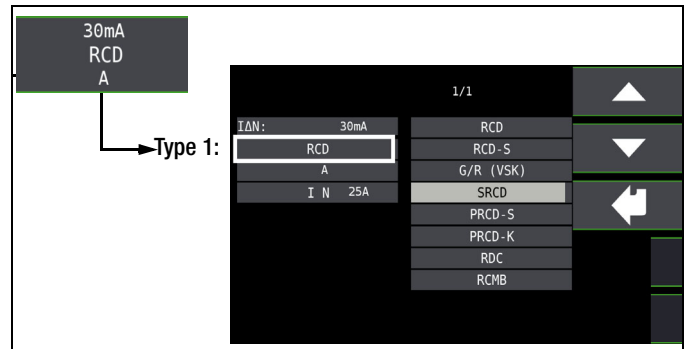 30mA
RCD
A
Type 1:
1/1
IΔN: 30mA
RCD
A
I N 25A
RCD
RCD-S
G/R (VSK)
SRCD
PRCD-S
PRCD-K
RDC
RCMB